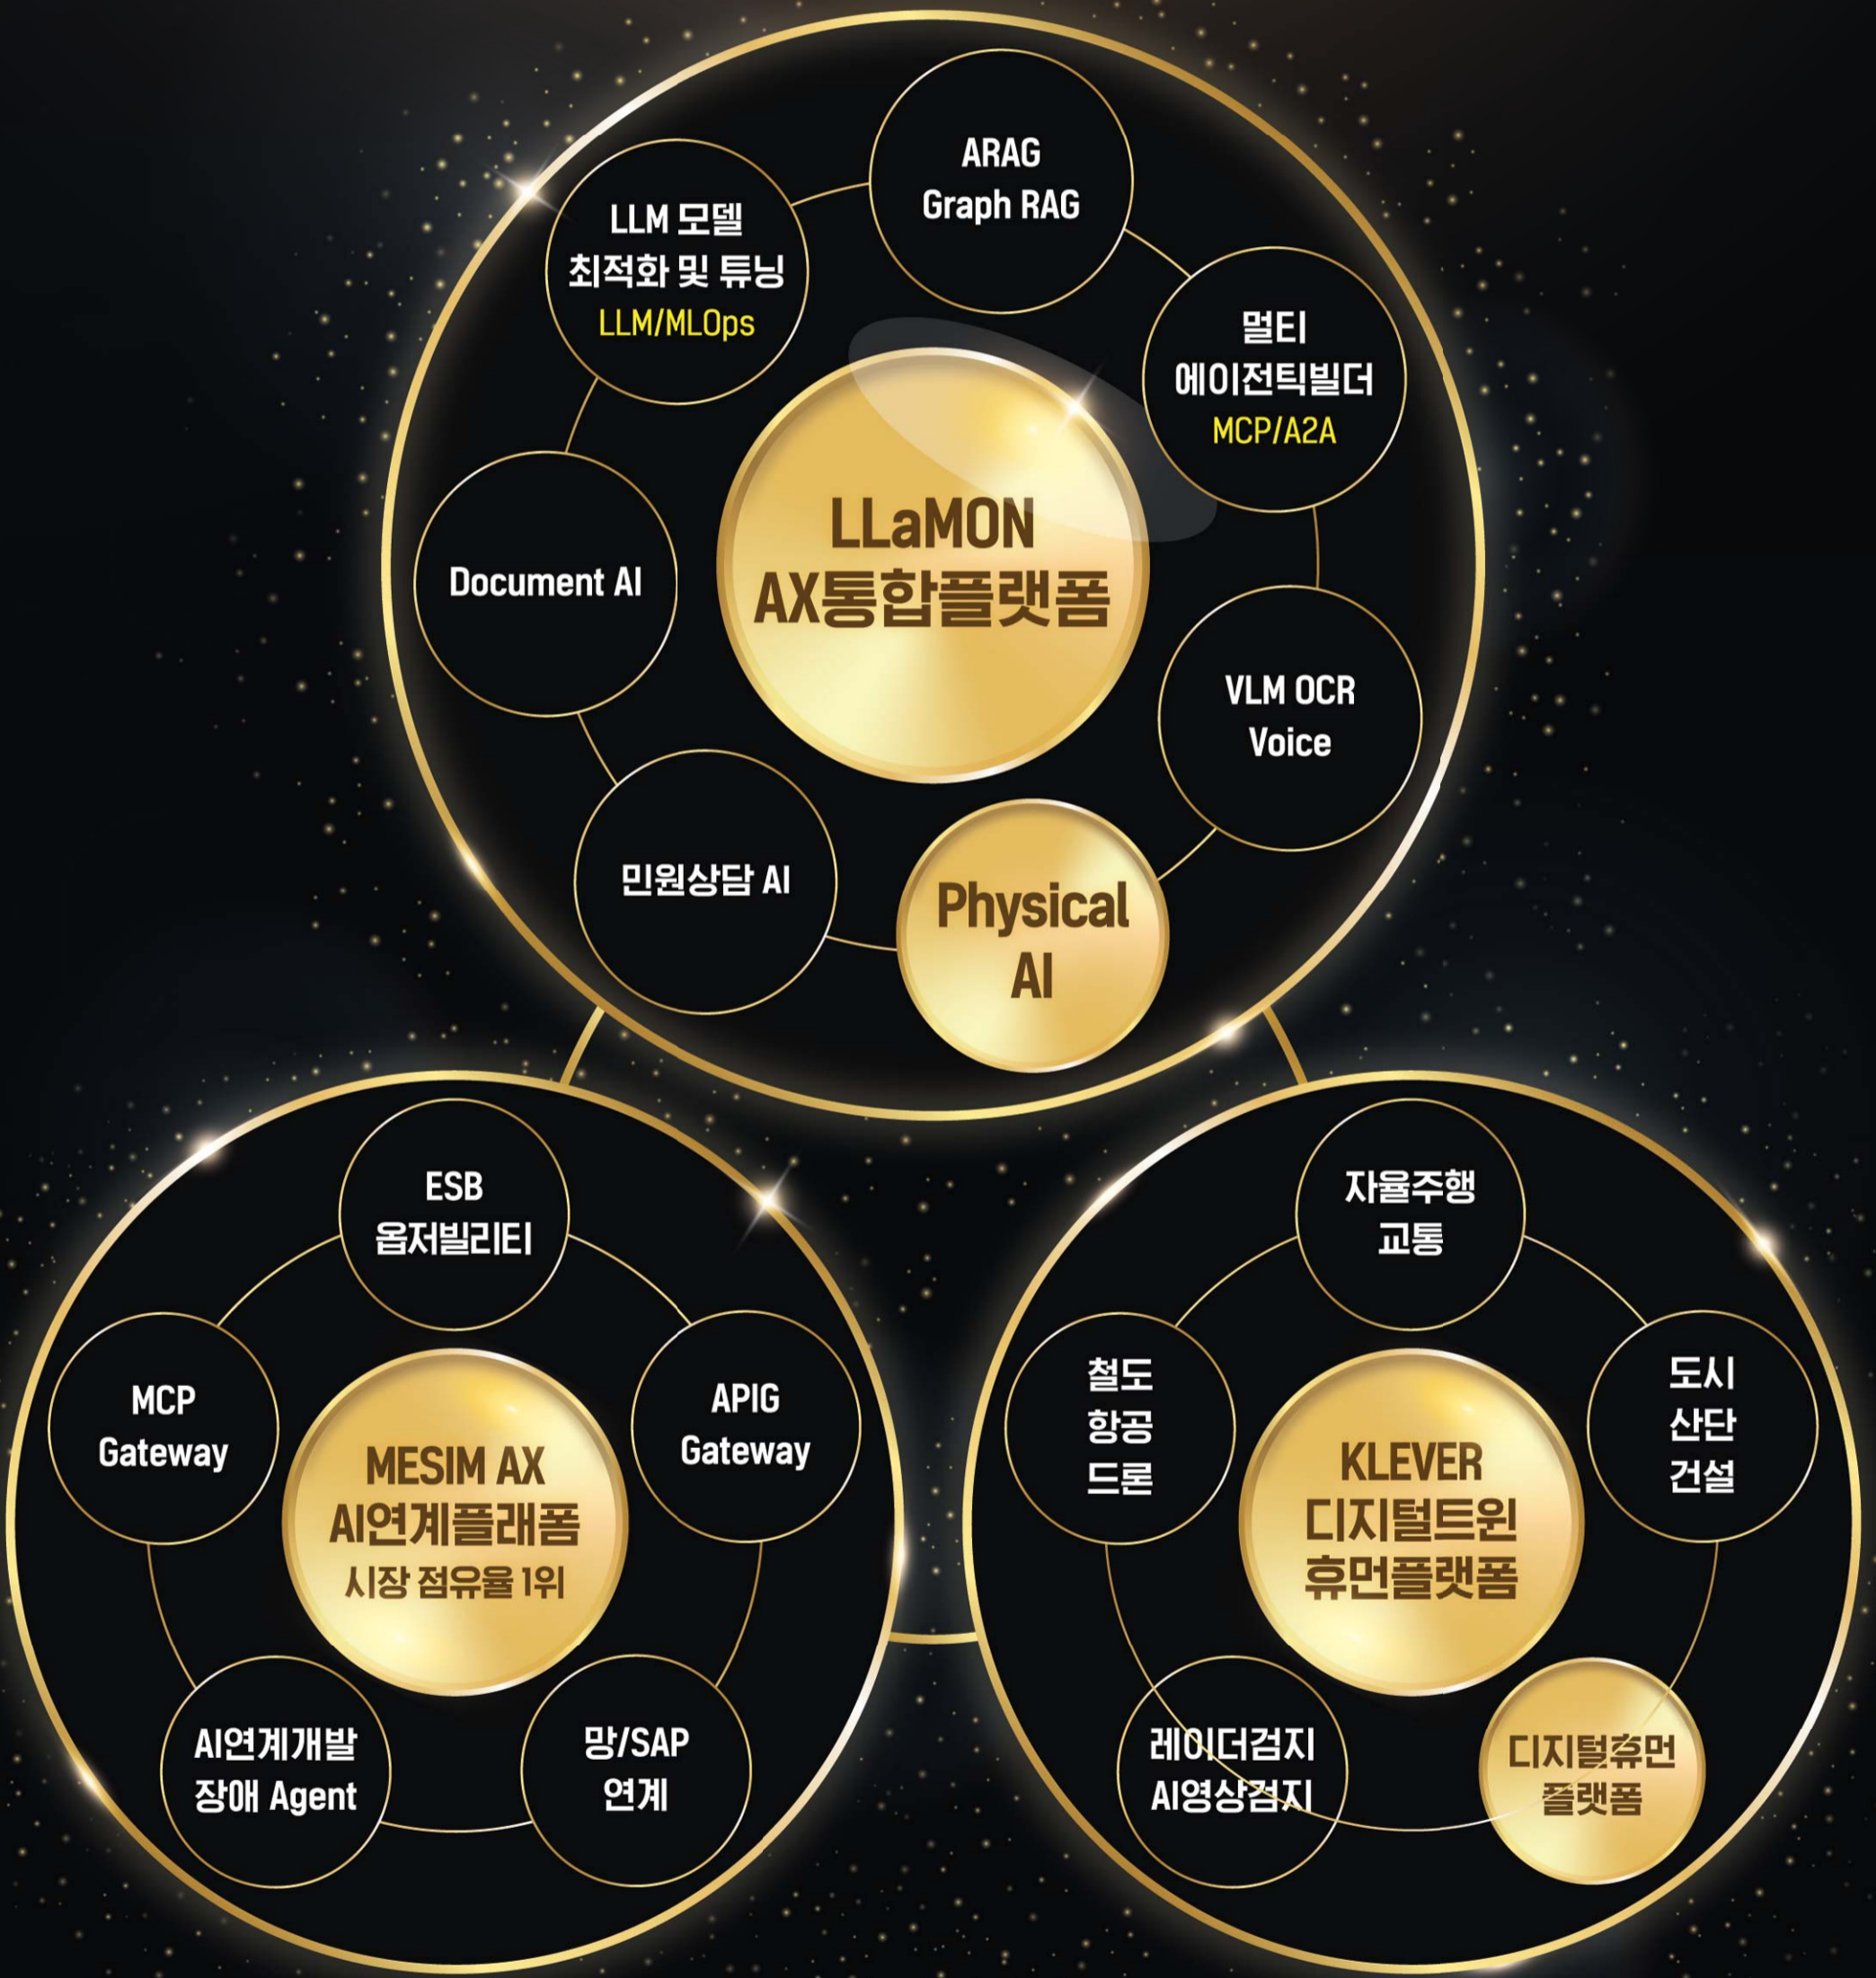 ARAG
Graph RAG
LLM 모델
최적화 및 튜닝
LLM/MLOps
멀티
에이전틱빌더
MCP/A2A
LLaMON
AX통합플랫폼
Document AI
VLM OCR
Voice
민원상담 AI
Physical
AI
ESB
옵저빌리티
MCP
Gateway
APIG
Gateway
MESIM AX
AI연계플래폼
시장 점유율 1위
AI연계개발
장애 Agent
망/SAP
연계
자율주행
교통
철도
항공
드론
도시
산단
건설
KLEVER
디지털트윈
휴먼플랫폼
레이더검지
AI영상검지
디지털휴먼
플랫폼